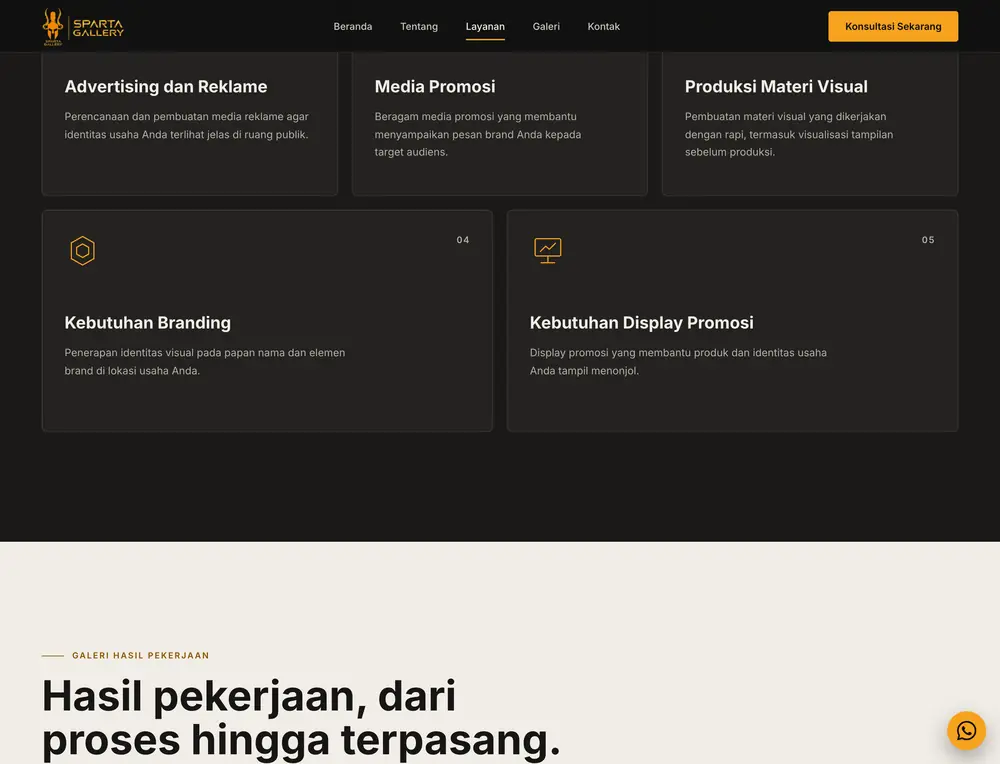 SPARTA
GALLERY
SPARTA
GALLERY
Beranda
Tentang
Layanan
Galeri
Kontak
Konsultasi Sekarang
Advertising dan Reklame
Perencanaan dan pembuatan media reklame agar
identitas usaha Anda terlihat jelas di ruang publik.
Media Promosi
Beragam media promosi yang membantu
menyampaikan pesan brand Anda kepada
target audiens.
Produksi Materi Visual
Pembuatan materi visual yang dikerjakan
dengan rapi, termasuk visualisasi tampilan
sebelum produksi.
04
Kebutuhan Branding
Penerapan identitas visual pada papan nama dan elemen
brand di lokasi usaha Anda.
05
Kebutuhan Display Promosi
Display promosi yang membantu produk dan identitas usaha
Anda tampil menonjol.
GALERI HASIL PEKERJAAN
Hasil pekerjaan, dari
proses hingga terpasang.